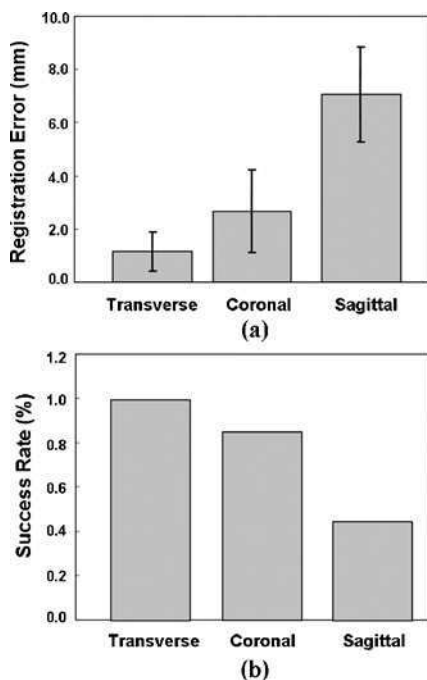 10.0
8.0
6.0
4.0
2.0
0.0
Registration Error (mm)
Transverse Coronal Sagittal
(a)
1.2
1.0
0.8
0.6
0.4
0.2
0.0
Success Rate (%)
Transverse Coronal Sagittal
(b)